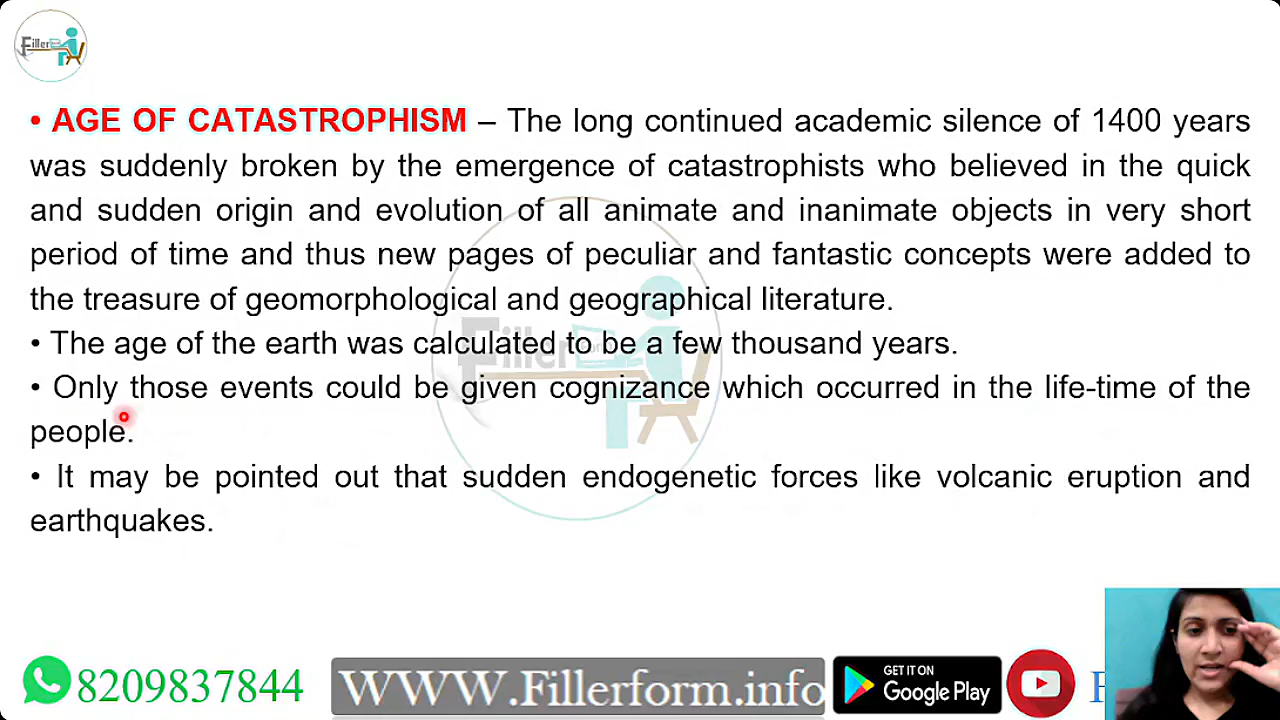 Filler
• AGE OF CATASTROPHISM – The long continued academic silence of 1400 years
was suddenly broken by the emergence of catastrophists who believed in the quick
and sudden origin and evolution of all animate and inanimate objects in very short
period of time and thus new pages of peculiar and fantastic concepts were added to
the treasure of geomorphological and geographical literature.
• The age of the earth was calculated to be a few thousand years.
• Only those events could be given cognizance which occurred in the life-time of the
people.
• It may be pointed out that sudden endogenetic forces like volcanic eruption and
earthquakes.
Filler
8209837844
WWW.Fillerform.info
GET IT ON
Google Play